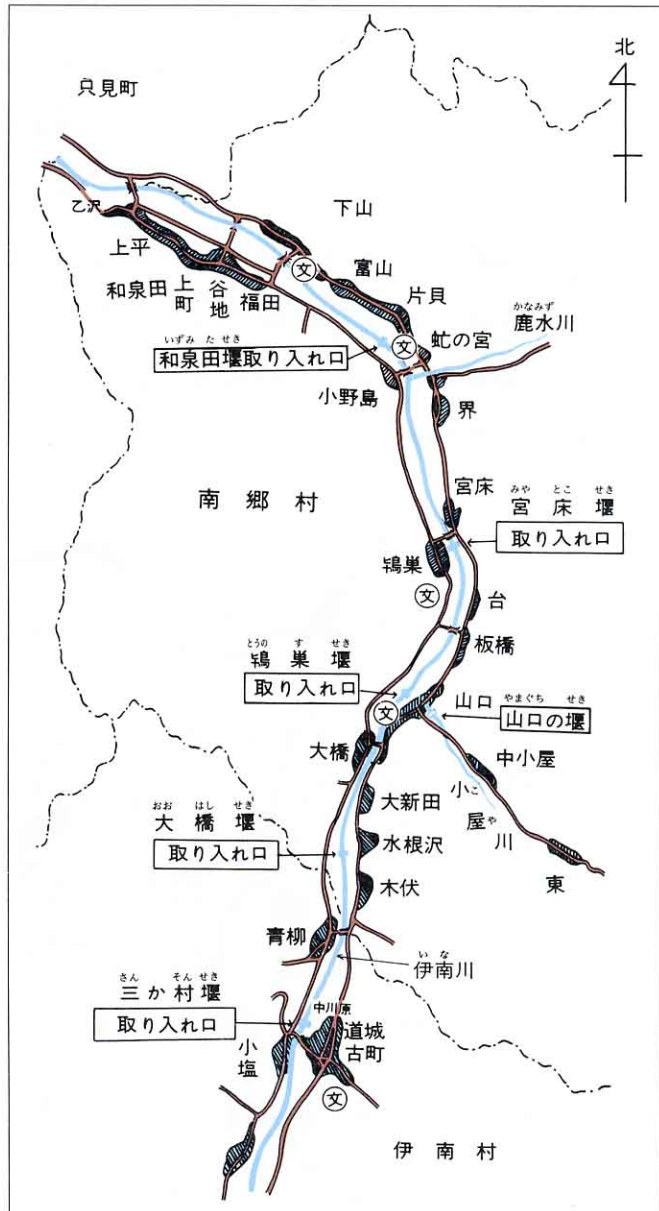 北
只見町
乙沢
下山
上平
和泉田
上町
谷地
福田
文
富山
片貝
かなみず
鹿水川
虻の宮
文
いずみ た せき
和泉田堰取り入れ口
小野島
界
南郷村
宮床
みや とこ せき
宮床堰
取り入れ口
鴇巣
文
台
板橋
とうの す せき
鴇巣堰
取り入れ口
山口
やまぐち せき
山口の堰
文
大橋
中小屋
大新田
小屋川
こや
おお はし せき
大橋堰
取り入れ口
水根沢
東
木伏
青柳
いな
伊南川
さん そんせき
三か村堰
取り入れ口
中川原
道城
古町
小塩
文
伊南村